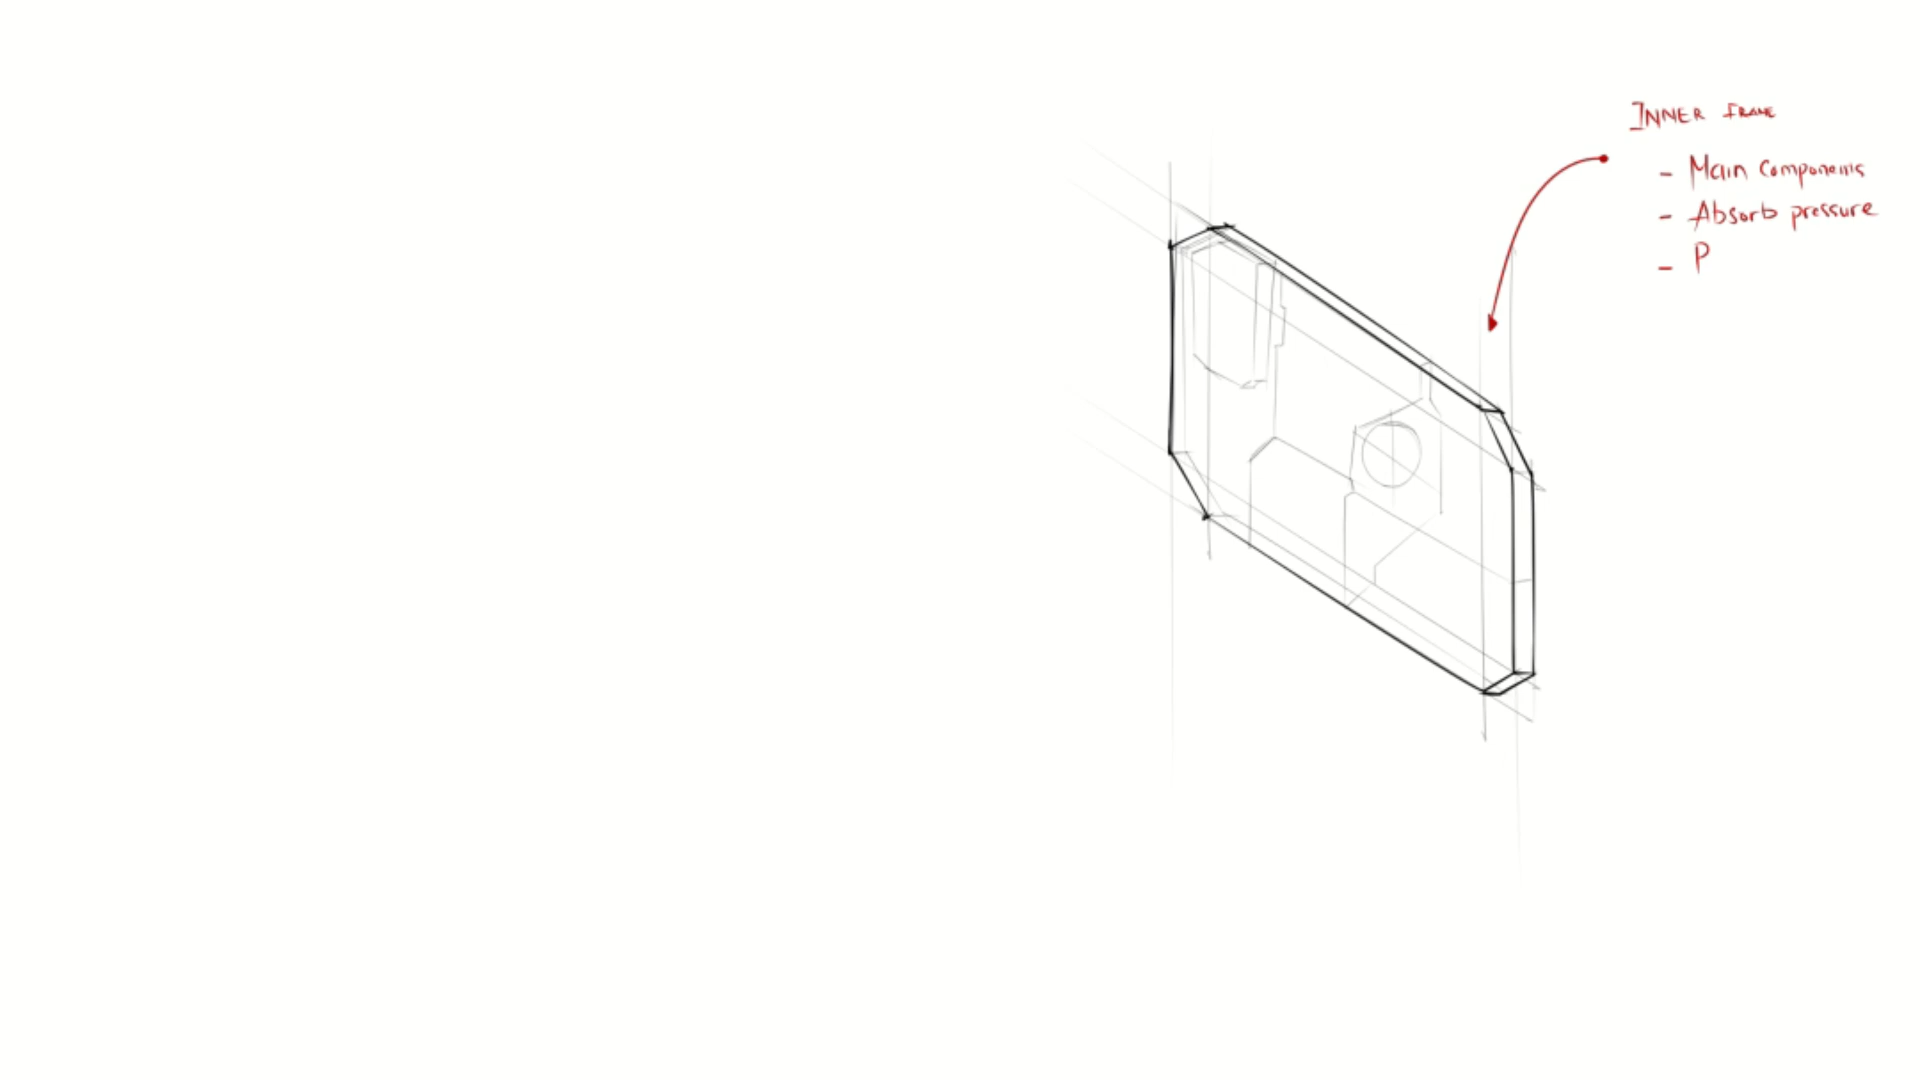 INNER FRAME
- Main Components
- Absorb pressure
- P